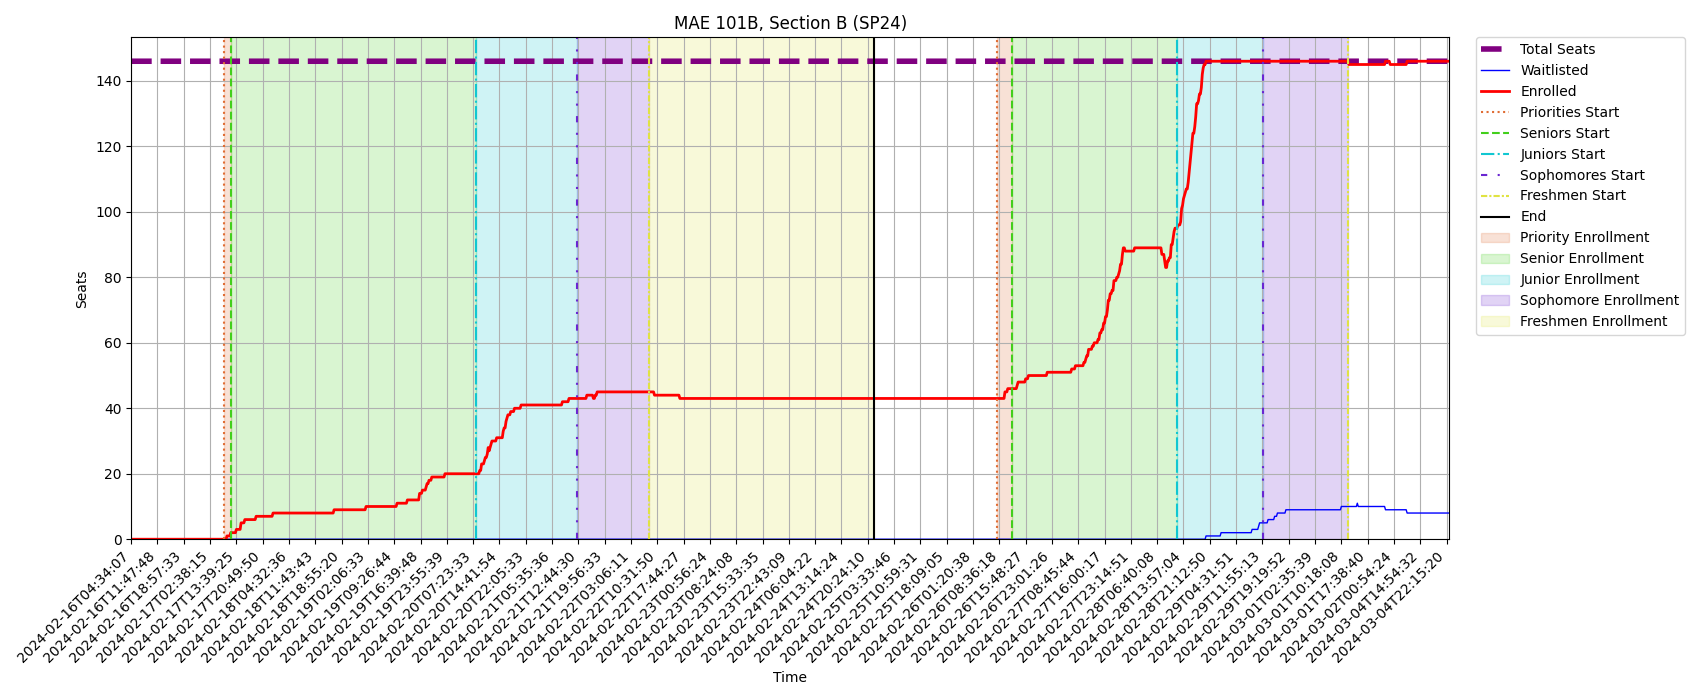 MAE 101B, Section B (SP24)
Seats
140
120
100
80
60
40
20
0
2024-02-16T04:34:07
2024-02-16T11:47:48
2024-02-16T18:57:33
2024-02-17T02:38:15
2024-02-17T13:39:25
2024-02-17T20:49:50
2024-02-18T04:32:36
2024-02-18T11:43:43
2024-02-18T18:55:20
2024-02-19T02:06:33
2024-02-19T09:26:44
2024-02-19T16:39:48
2024-02-19T23:55:39
2024-02-20T07:23:33
2024-02-20T14:41:54
2024-02-20T22:05:33
2024-02-21T05:35:36
2024-02-21T12:44:30
2024-02-21T19:56:33
2024-02-22T03:06:11
2024-02-22T10:31:50
2024-02-22T17:44:27
2024-02-23T00:56:24
2024-02-23T08:24:08
2024-02-23T15:33:35
2024-02-23T22:43:09
2024-02-24T06:04:22
2024-02-24T13:14:24
2024-02-24T20:24:10
2024-02-25T03:33:46
2024-02-25T10:59:31
2024-02-25T18:09:05
2024-02-26T01:20:38
2024-02-26T08:36:18
2024-02-26T15:48:27
2024-02-26T23:01:26
2024-02-27T08:45:44
2024-02-27T16:00:17
2024-02-27T23:14:51
2024-02-28T06:40:09
2024-02-28T13:57:04
2024-02-28T21:12:50
2024-02-29T04:31:51
2024-02-29T11:55:13
2024-02-29T19:19:52
2024-03-01T02:35:39
2024-03-01T10:18:08
2024-03-01T17:38:40
2024-03-02T00:54:24
2024-03-04T14:54:32
2024-03-04T22:15:20
Time
Total Seats
Waitlisted
Enrolled
Priorities Start
Seniors Start
Juniors Start
Sophomores Start
Freshmen Start
End
Priority Enrollment
Senior Enrollment
Junior Enrollment
Sophomore Enrollment
Freshmen Enrollment